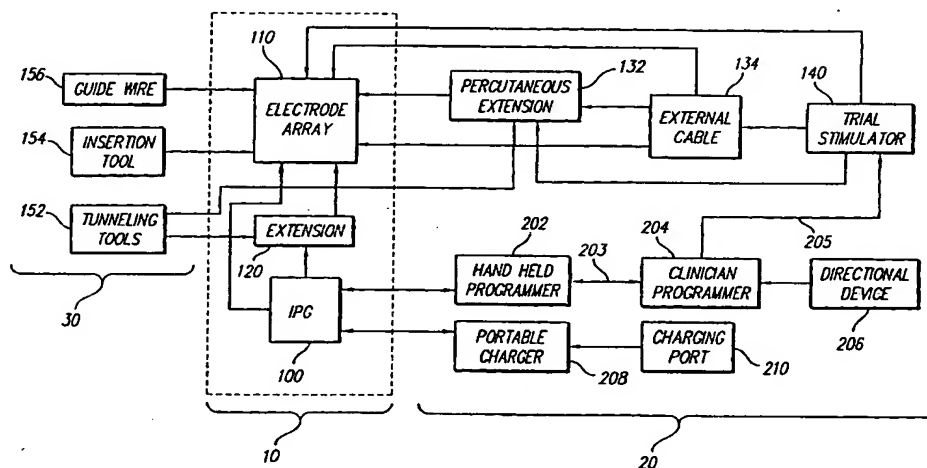 110
132
134
140
156
GUIDE WIRE
ELECTRODE
ARRAY
PERCUTANEOUS
EXTENSION
EXTERNAL
CABLE
TRIAL
STIMULATOR
154
INSERTION
TOOL
152
TUNNELING
TOOLS
30
EXTENSION
120
IPG
100
10
202
203
204
205
HAND HELD
PROGRAMMER
CLINICIAN
PROGRAMMER
DIRECTIONAL
DEVICE
206
PORTABLE
CHARGER
208
CHARGING
PORT
210
20